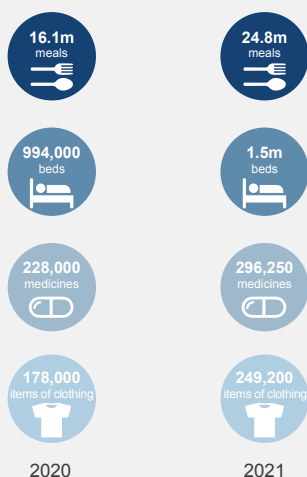 16.1m
meals
24.8m
meals
994,000
beds
1.5m
beds
228,000
medicines
296,250
medicines
178,000
items of clothing
249,200
items of clothing
2020
2021